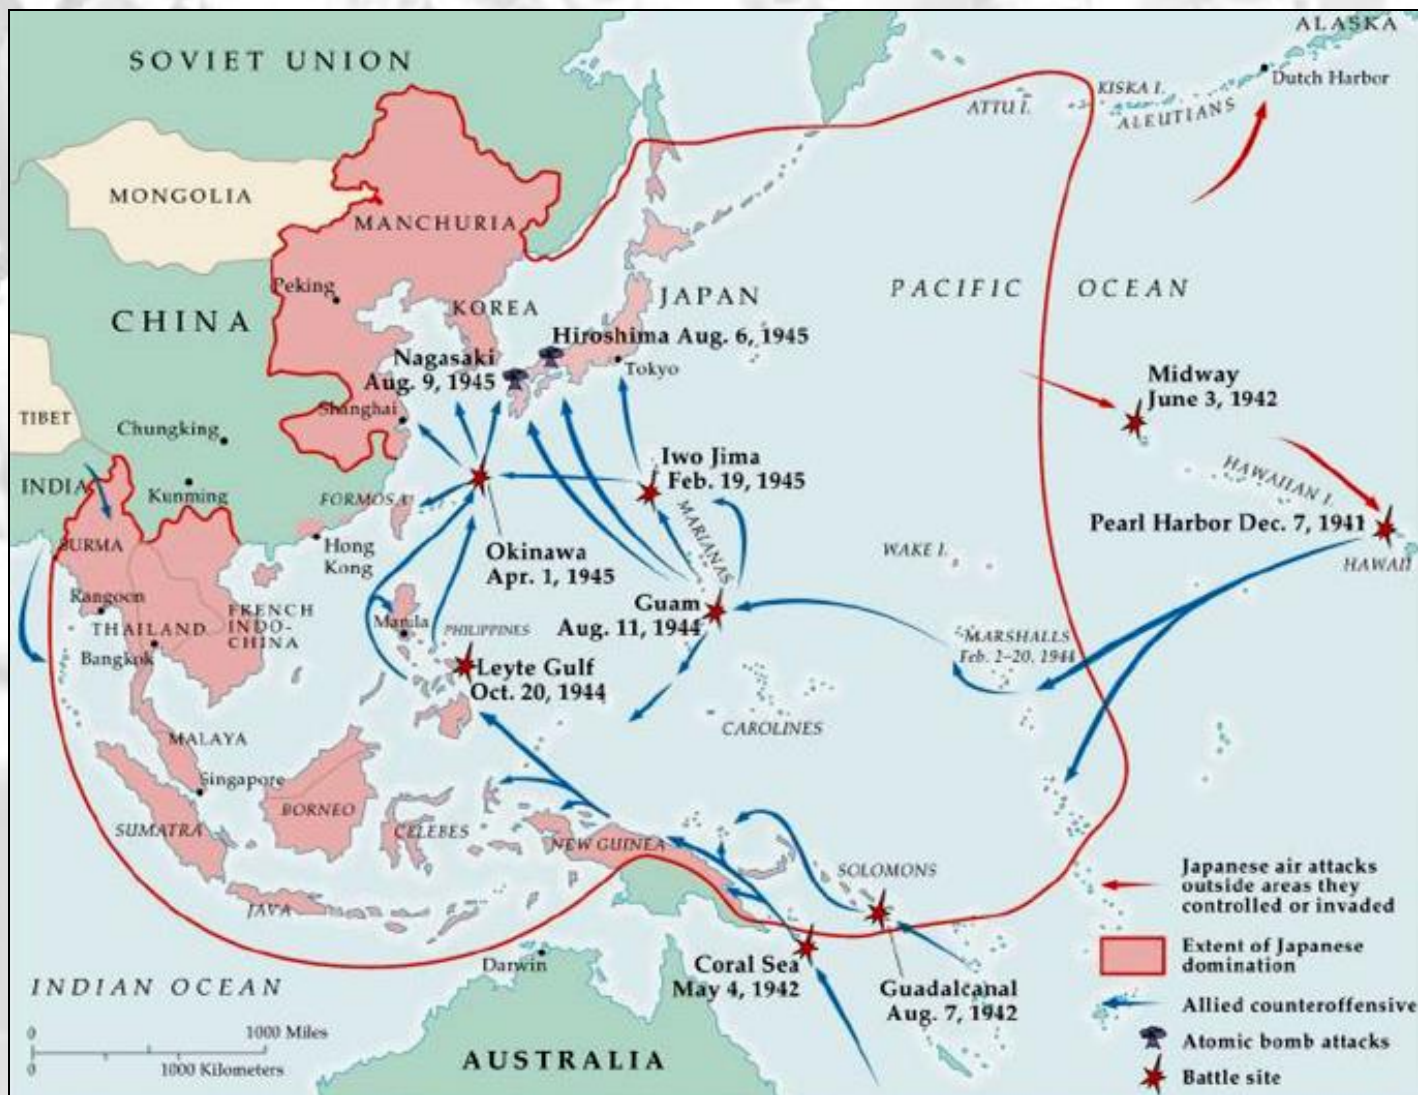 ALASKA
SOVIET UNION
Dutch Harbor
KISKA I.
ATTU I.
ALEUTIANS
MONGOLIA
MANCHURIA
Peking
KOREA
JAPAN
PACIFIC OCEAN
CHINA
Hiroshima Aug. 6, 1945
Nagasaki
Aug. 9, 1945
Tokyo
Midway
June 3, 1942
TIBET
Shanghai
Chungking
Iwo Jima
Feb. 19, 1945
HAWAIIAN I.
INDIA
Kunming
FORMOSA
MARIANAS
Pearl Harbor Dec. 7, 1941
BURMA
Hong
Kong
Okinawa
Apr. 1, 1945
WAKE I.
HAWAII
Rangoon
FRENCH
INDO-
CHINA
THAILAND
Bangkok
Manila
PHILIPPINES
Guam
Aug. 11, 1944
MARSHALLS
Feb. 1-20, 1944
Leyte Gulf
Oct. 20, 1944
CAROLINES
MALAYA
Singapore
BORNEO
SUMATRA
CELEBES
NEW GUINEA
SOLOMONS
JAVA
Japanese air attacks
outside areas they
controlled or invaded
Extent of Japanese
domination
Darwin
Coral Sea
May 4, 1942
Guadalcanal
Aug. 7, 1942
INDIAN OCEAN
Allied counteroffensive
0 1000 Miles
0 1000 Kilometers
AUSTRALIA
Atomic bomb attacks
Battle site